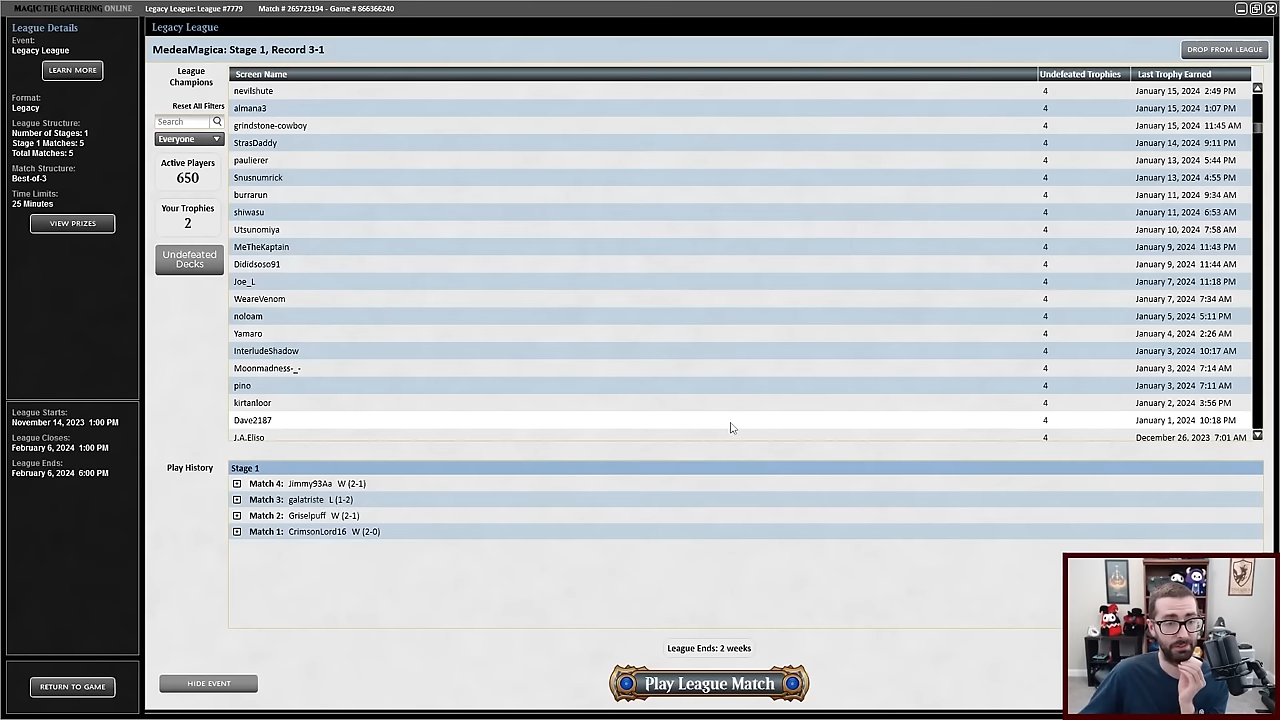 MAGIC THE GATHERING ONLINE
Legacy League: League #7779
Match # 265723194 - Game # 866366240
League Details
Event:
Legacy League
LEARN MORE
Format:
Legacy
League Structure:
Number of Stages: 1
Stage 1 Matches: 5
Total Matches: 5
Match Structure:
Best-of-3
Time Limits:
25 Minutes
VIEW PRIZES
League Starts:
November 14, 2023 1:00 PM
League Closes:
February 6, 2024 1:00 PM
League Ends:
February 6, 2024 6:00 PM
RETURN TO GAME
Legacy League
MedeaMagica: Stage 1, Record 3-1
DROP FROM LEAGUE
League
Champions
Reset All Filters
Search
Everyone
Active Players
650
Your Trophies
2
Undefeated
Decks
Screen Name Undefeated Trophies Last Trophy Earned
nevilshute 4 January 15, 2024 2:49 PM
almana3 4 January 15, 2024 1:07 PM
grindstone-cowboy 4 January 15, 2024 11:45 AM
StrasDaddy 4 January 14, 2024 9:11 PM
paulierer 4 January 13, 2024 5:44 PM
Snusnumrick 4 January 13, 2024 4:55 PM
burrarun 4 January 11, 2024 9:34 AM
shiwasu 4 January 11, 2024 6:53 AM
Utsunomiya 4 January 10, 2024 7:58 AM
MeTheKaptain 4 January 9, 2024 11:43 PM
Dididsoso91 4 January 9, 2024 11:44 AM
Joe_L 4 January 7, 2024 11:18 PM
WeareVenom 4 January 7, 2024 7:34 AM
noloam 4 January 5, 2024 5:11 PM
Yamaro 4 January 4, 2024 2:26 AM
InterludeShadow 4 January 3, 2024 10:17 AM
Moonmadness-_- 4 January 3, 2024 7:14 AM
pino 4 January 3, 2024 7:11 AM
kirtanloor 4 January 2, 2024 3:56 PM
Dave2187 4 January 1, 2024 10:18 PM
J.A.Eliso 4 December 26, 2023 7:01 AM
Play History
Stage 1
Match 4: Jimmy93Aa W (2-1)
Match 3: galatriste L (1-2)
Match 2: Griselpuff W (2-1)
Match 1: CrimsonLord16 W (2-0)
League Ends: 2 weeks
HIDE EVENT
Play League Match